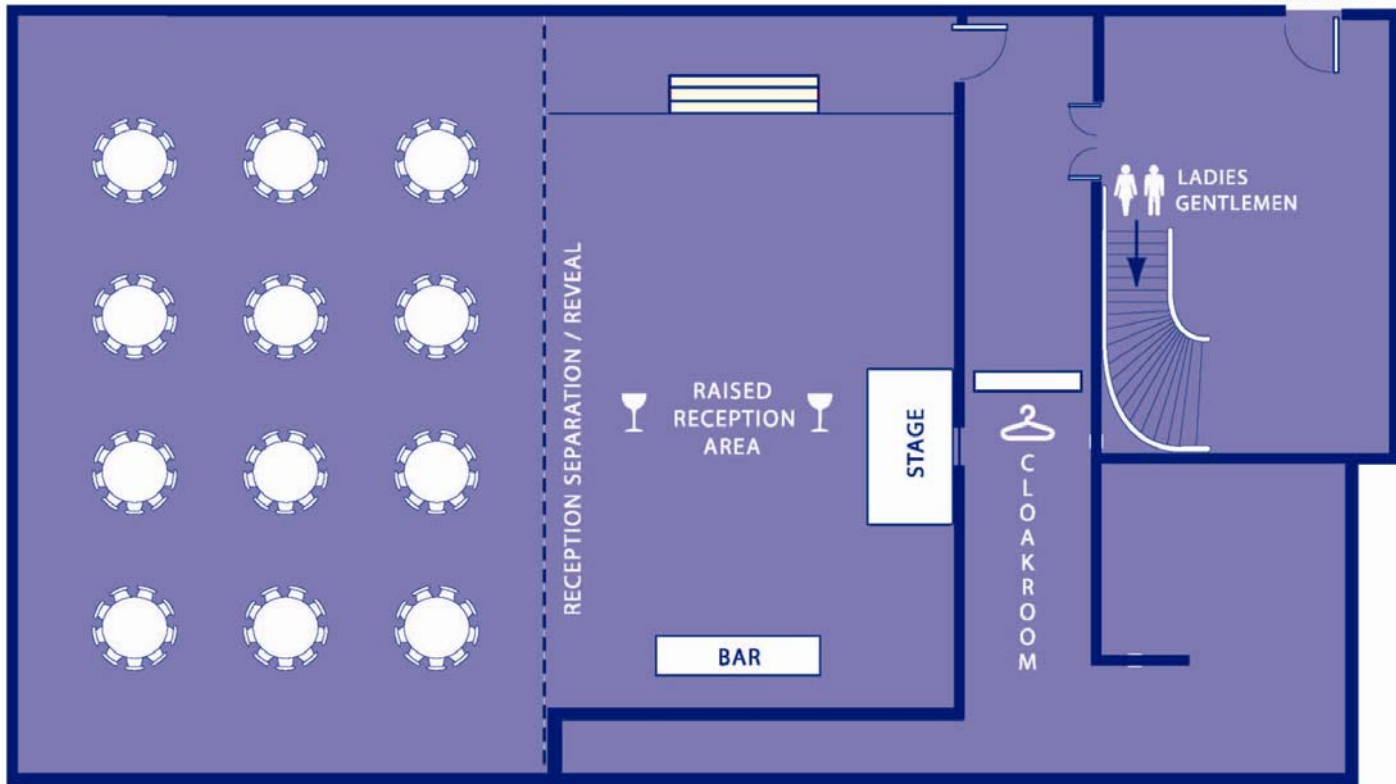 LADIES
GENTLEMEN
RECEPTION SEPARATION / REVEAL
RAISED
RECEPTION
AREA
STAGE
CLOAKROOM
BAR